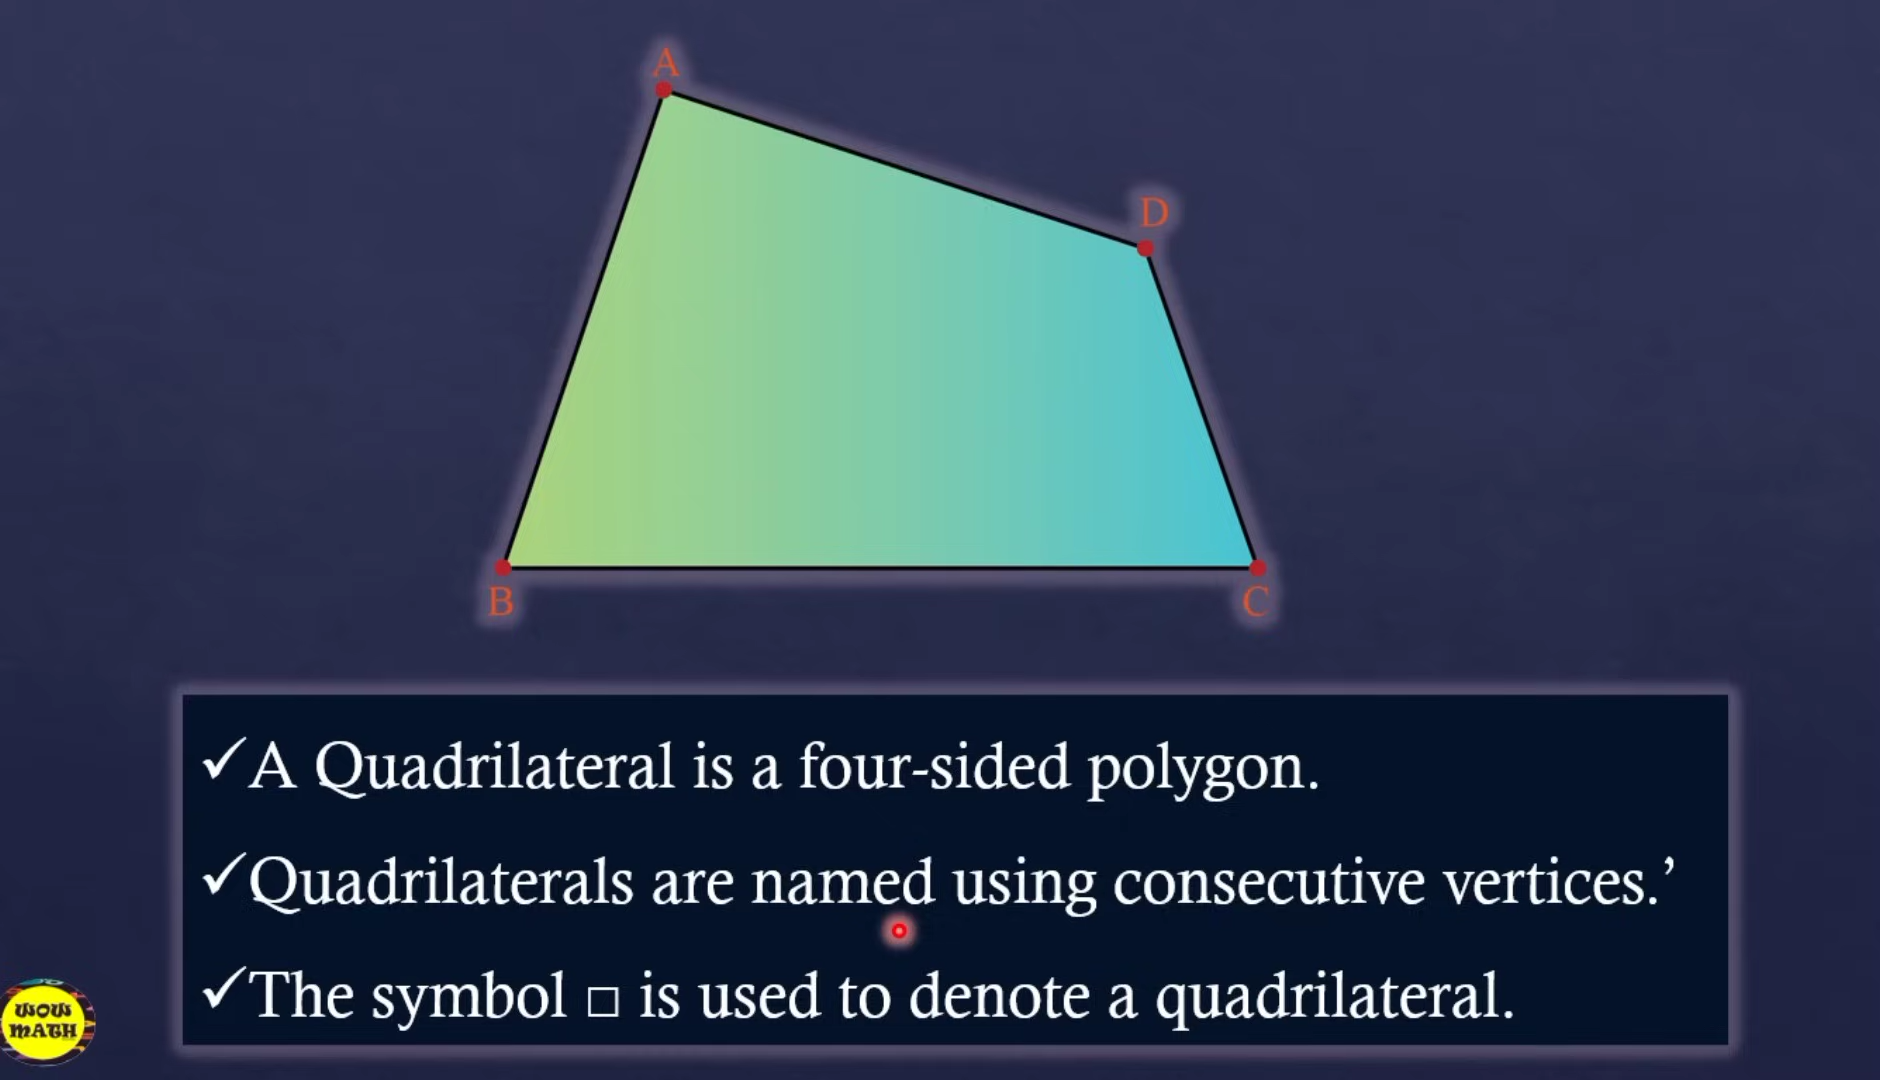 A
D
B
C
✓A Quadrilateral is a four-sided polygon.
✓Quadrilaterals are named using consecutive vertices.’
✓The symbol □ is used to denote a quadrilateral.
WOW
MATH